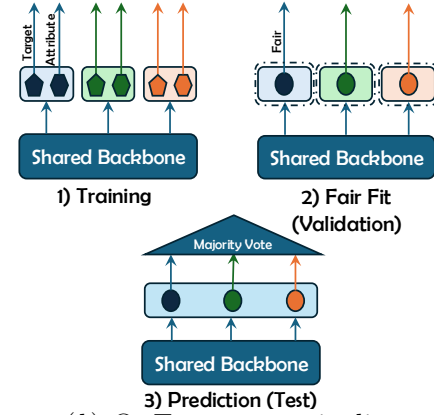 Target
Attribute
Fair
Shared Backbone
Shared Backbone
1) Training
2) Fair Fit
(Validation)
Majority Vote
Shared Backbone
3) Prediction (Test)